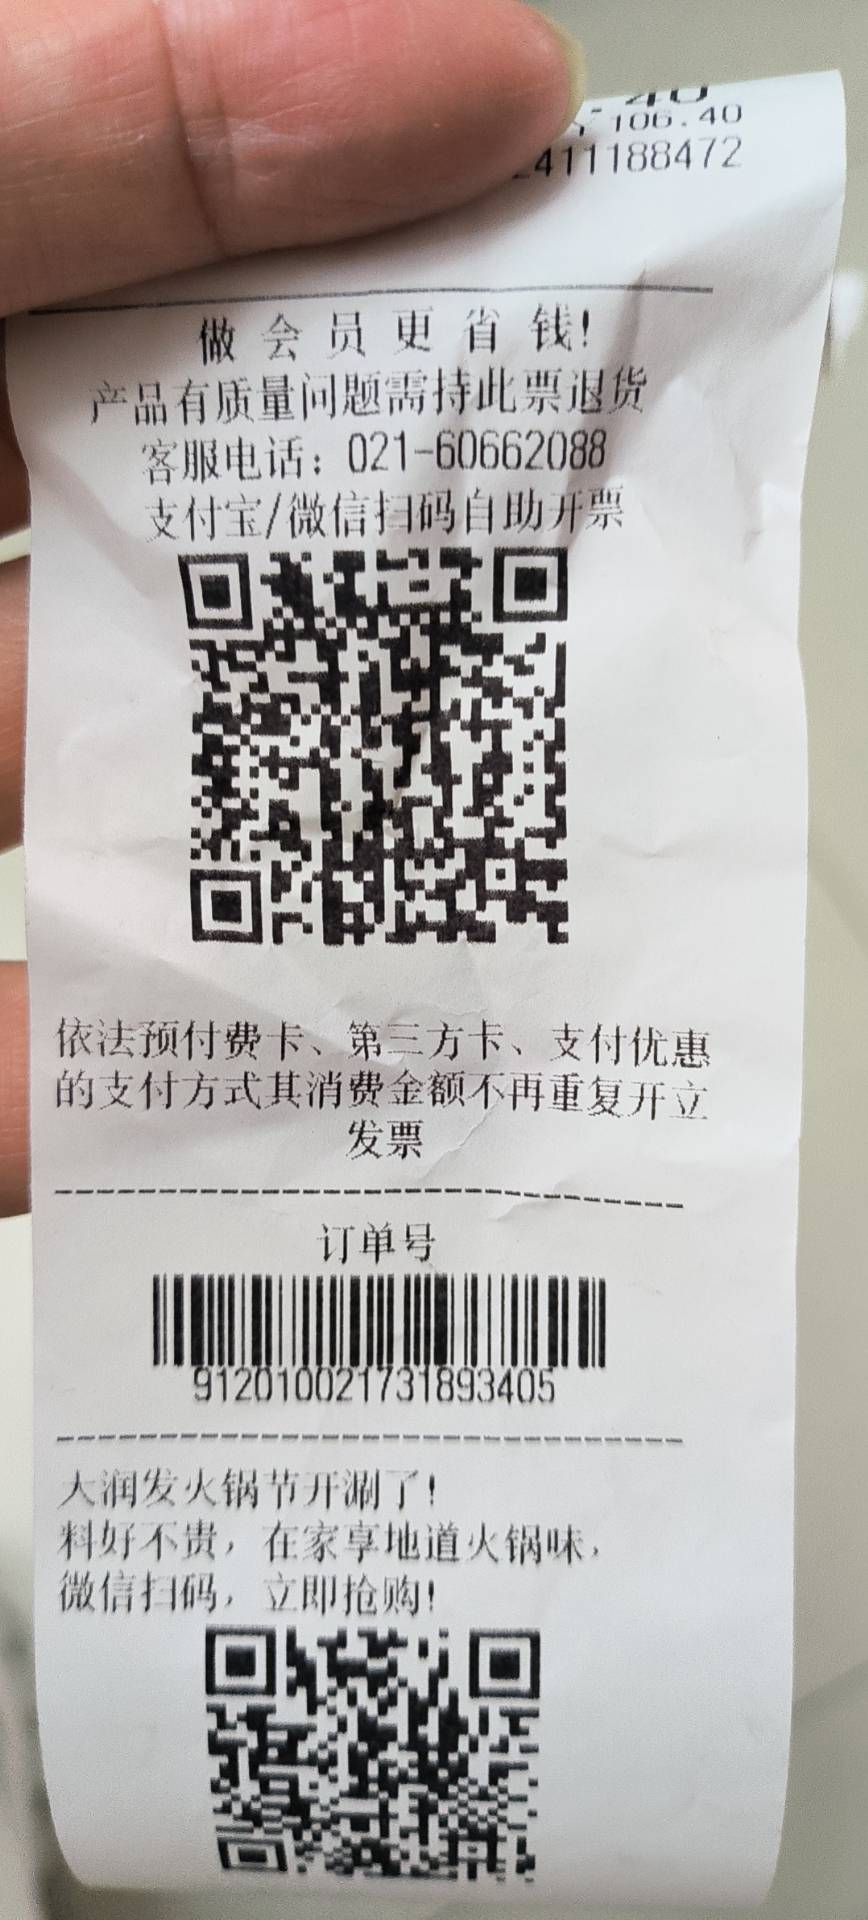 ¥106.40
2411188472
做会员更省钱!
产品有质量问题需持此票退货
客服电话: 021-60662088
支付宝/微信扫码自助开票
依法预付费卡、第三方卡、支付优惠
的支付方式其消费金额不再重复开立
发票
订单号
912010021731893405
大润发火锅节开涮了!
料好不贵, 在家享地道火锅味,
微信扫码, 立即抢购!